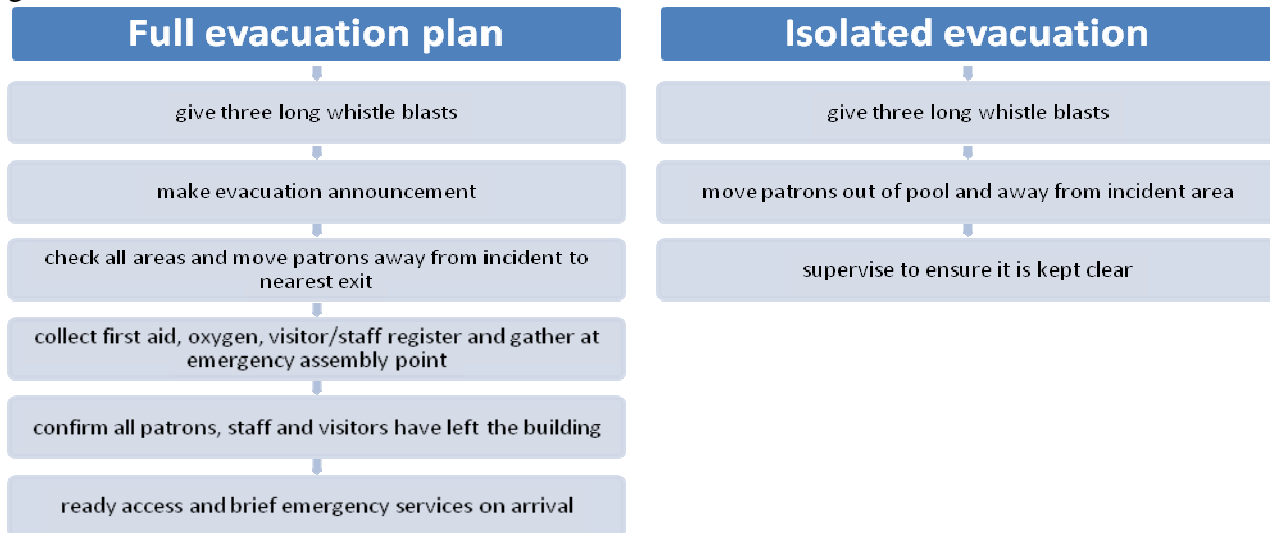 Full evacuation plan
give three long whistle blasts
make evacuation announcement
check all areas and move patrons away from incident to
nearest exit
collect first aid, oxygen, visitor/staff register and gather at
emergency assembly point
confirm all patrons, staff and visitors have left the building
ready access and brief emergency services on arrival
Isolated evacuation
give three long whistle blasts
move patrons out of pool and away from incident area
supervise to ensure it is kept clear